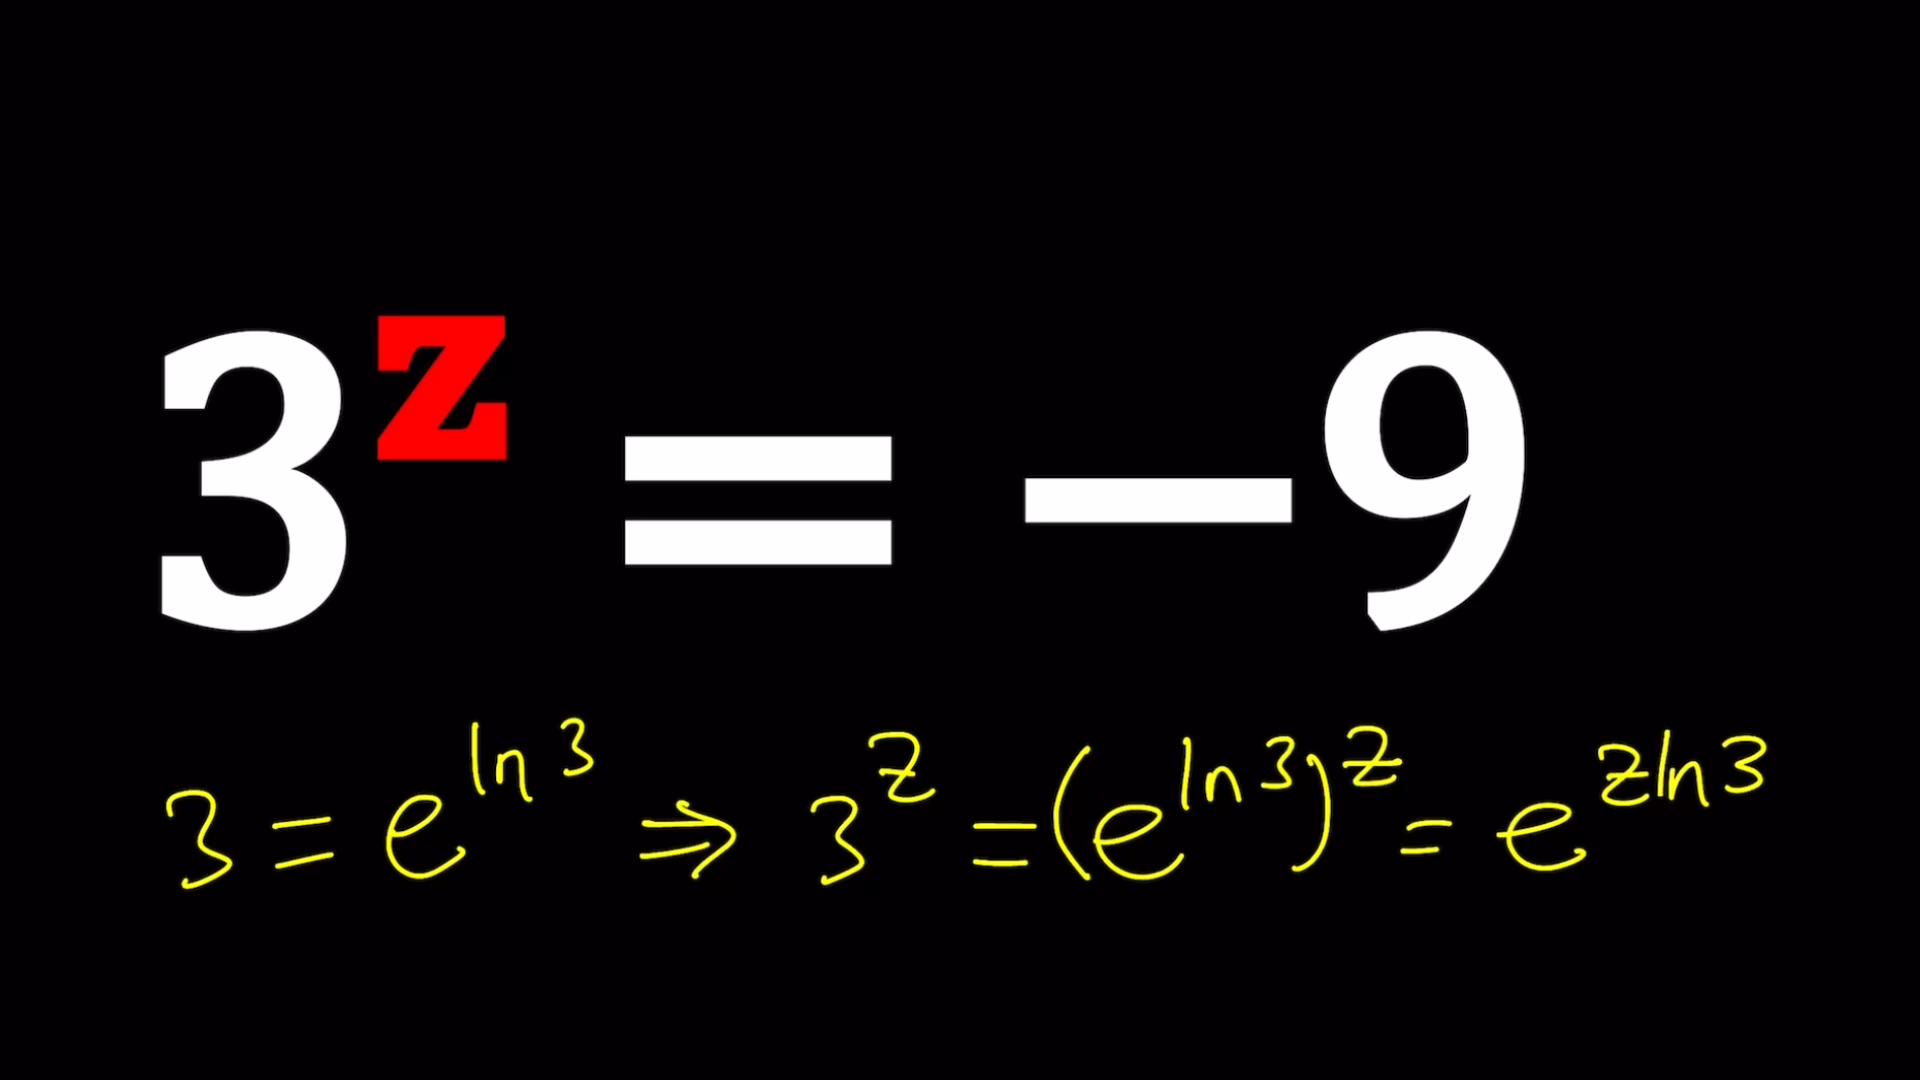 3^z = −9
3 = e^{ln 3} ⇒ 3^z = (e^{ln 3})^z = e^{z ln 3}